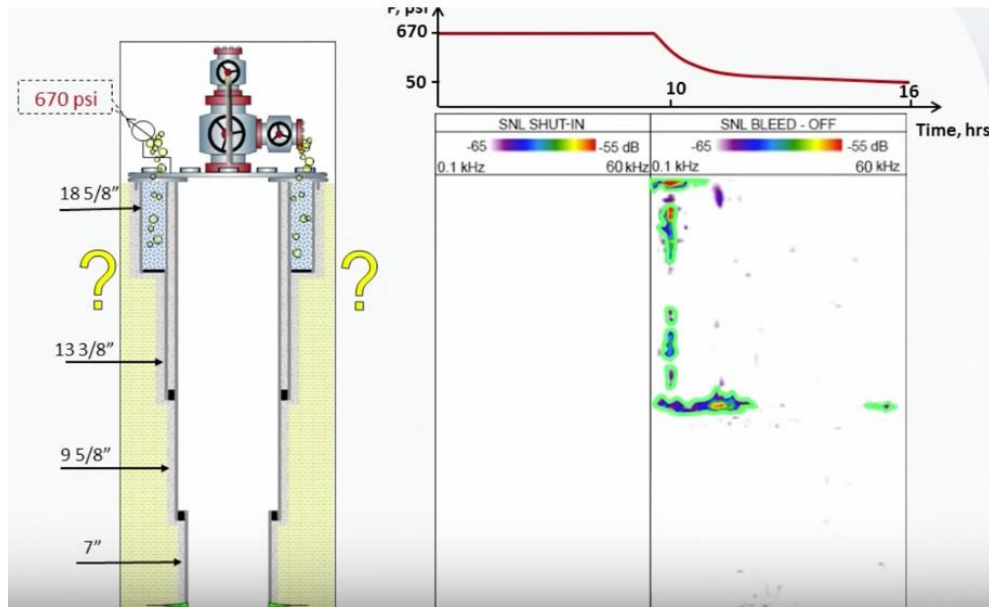 P, psi
670
50
10
16
Time, hrs
670 psi
SNL SHUT-IN
-65
-55 dB
0.1 kHz
60 kHz
SNL BLEED - OFF
-65
-55 dB
0.1 kHz
60 kHz
18 5/8”
?
?
13 3/8”
9 5/8”
7”